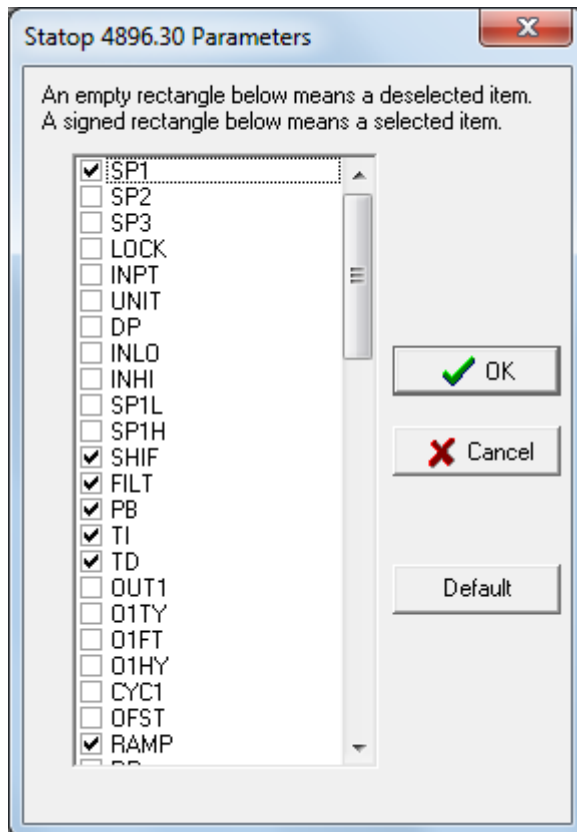 Statop 4896.30 Parameters
An empty rectangle below means a deselected item.
A signed rectangle below means a selected item.
SP1
SP2
SP3
LOCK
INPT
UNIT
DP
INLO
INHI
SP1L
SP1H
SHIF
FILT
PB
TI
TD
OUT1
O1TY
O1FT
O1HY
CYC1
OFST
RAMP
OK
Cancel
Default